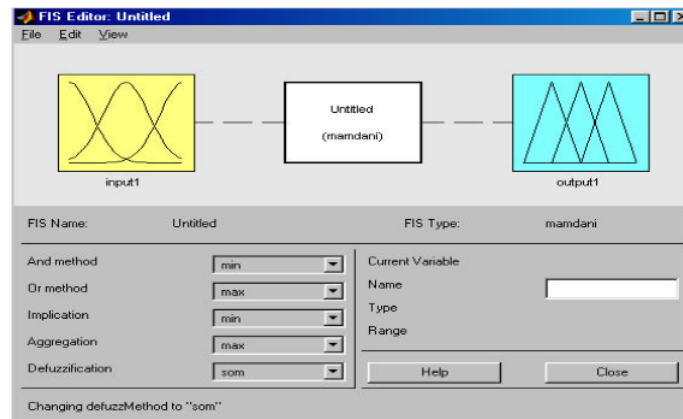 FIS Editor: Untitled
File Edit View
Untitled
(mamdani)
input1
output1
FIS Name: Untitled FIS Type: mamdani
And method min
Or method max
Implication min
Aggregation max
Defuzzification som
Current Variable
Name
Type
Range
Help Close
Changing defuzzMethod to "som"